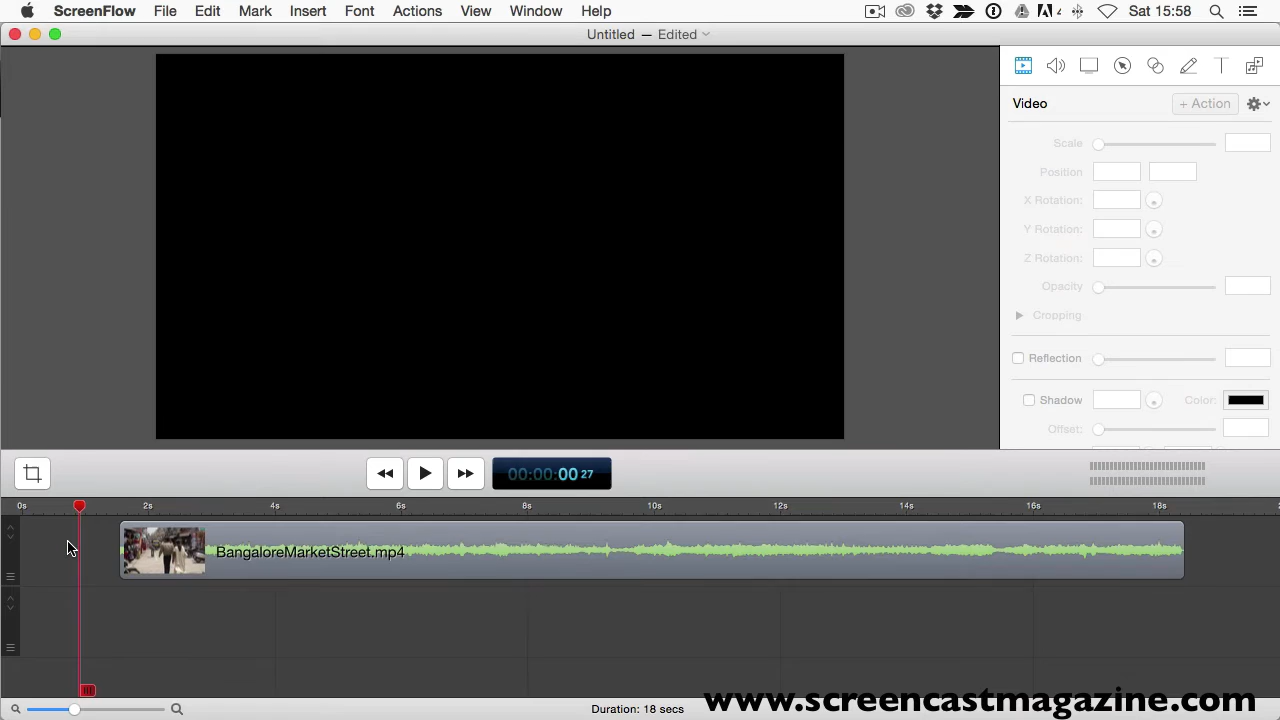 ScreenFlow File Edit Mark Insert Font Actions View Window Help 4 Sat 15:58
Untitled — Edited
Video + Action
Scale
Position
X Rotation:
Y Rotation:
Z Rotation:
Opacity
Cropping
Reflection
Shadow Color:
Offset:
00:00:00 27
0s 2s 4s 6s 8s 10s 12s 14s 16s 18s
BangaloreMarketStreet.mp4
Duration: 18 secs
www.screencastmagazine.com